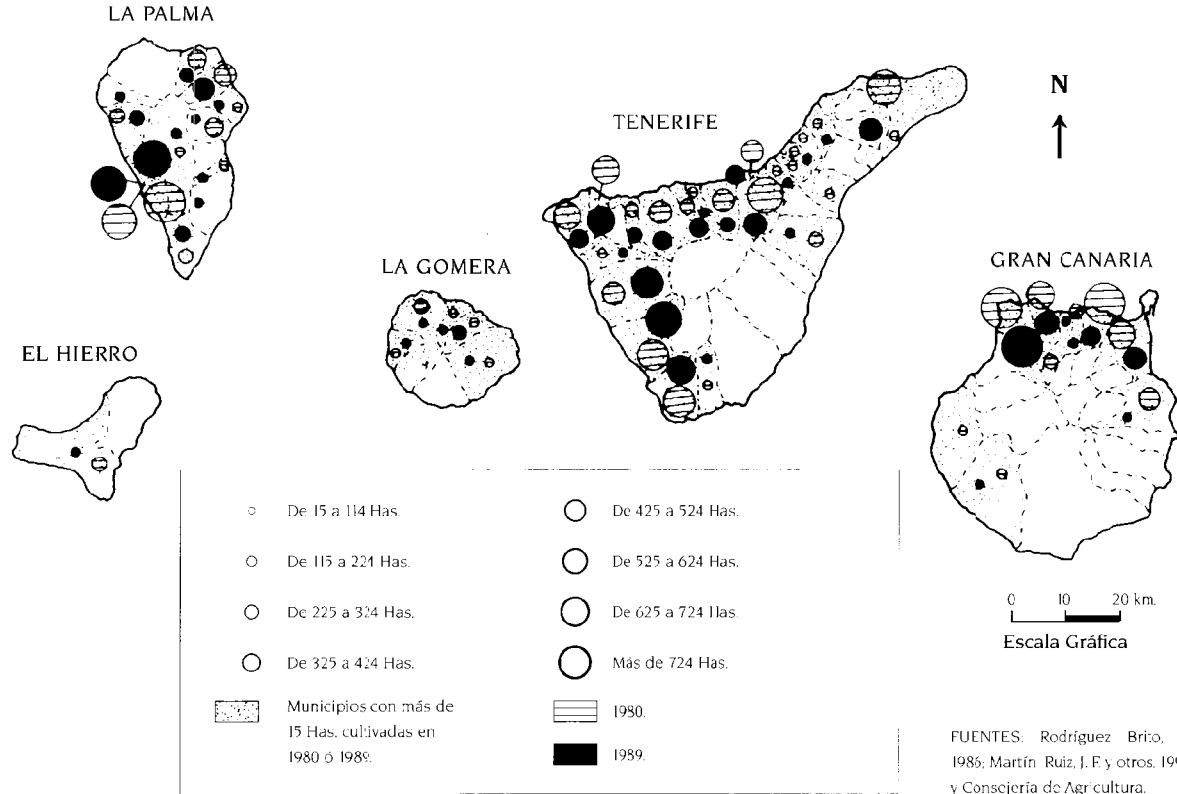 LA PALMA
TENERIFE
N
LA GOMERA
GRAN CANARIA
EL HIERRO
De 15 a 114 Has.
De 115 a 224 Has.
De 225 a 324 Has.
De 325 a 424 Has.
Municipios con más de
15 Has. cultivadas en
1980 ó 1989.
De 425 a 524 Has.
De 525 a 624 Has.
De 625 a 724 Has.
Más de 724 Has.
1980.
1989.
0 10 20 km.
Escala Gráfica
FUENTES: Rodríguez Brito,
1986; Martín Ruiz, J. F. y otros,
y Consejería de Agricultura.